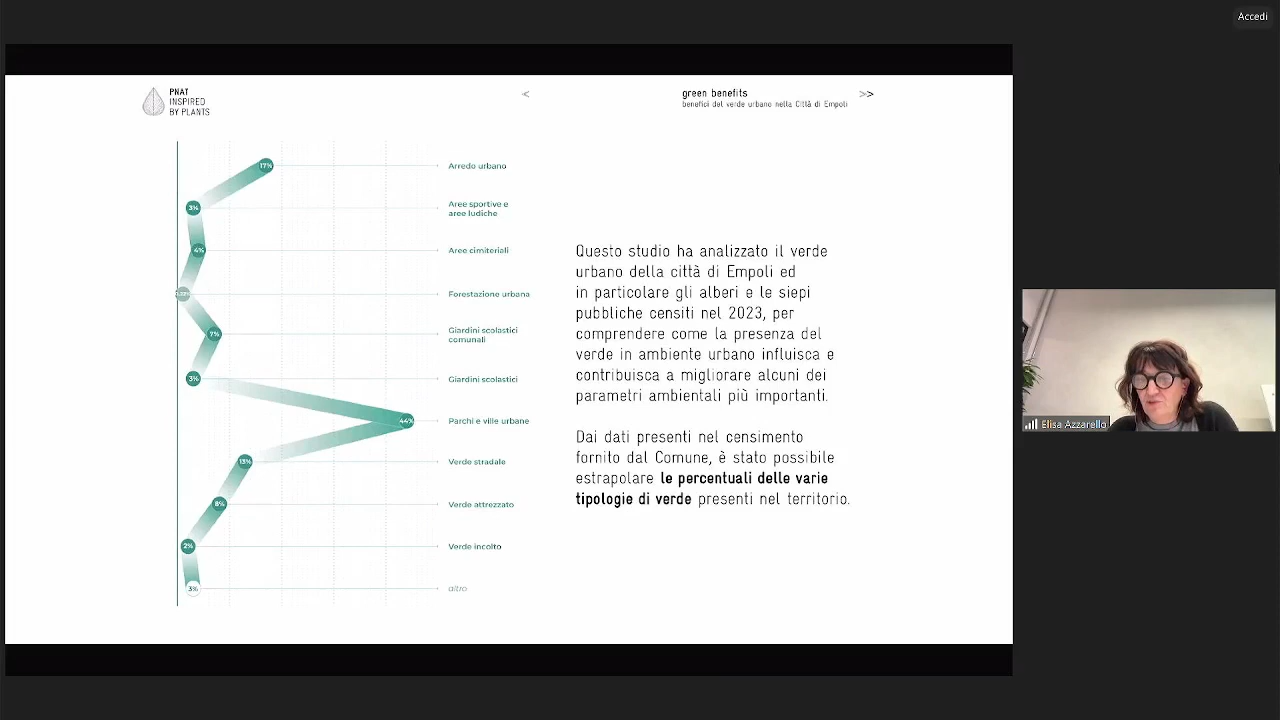 Accedi
PNAT
INSPIRED
BY PLANTS
<
green benefits
benefici del verde urbano nella Città di Empoli
>>
17%
Arredo urbano
3%
Aree sportive e
aree ludiche
4%
Aree cimiteriali
Forestazione urbana
7%
Giardini scolastici
comunali
3%
Giardini scolastici
44%
Parchi e ville urbane
13%
Verde stradale
8%
Verde attrezzato
2%
Verde incolto
3%
altro
Questo studio ha analizzato il verde
urbano della città di Empoli ed
in particolare gli alberi e le siepi
pubbliche censiti nel 2023, per
comprendere come la presenza del
verde in ambiente urbano influisca e
contribuisca a migliorare alcuni dei
parametri ambientali più importanti.
Dai dati presenti nel censimento
fornito dal Comune, è stato possibile
estrapolare le percentuali delle varie
tipologie di verde presenti nel territorio.
Elisa Azzarello